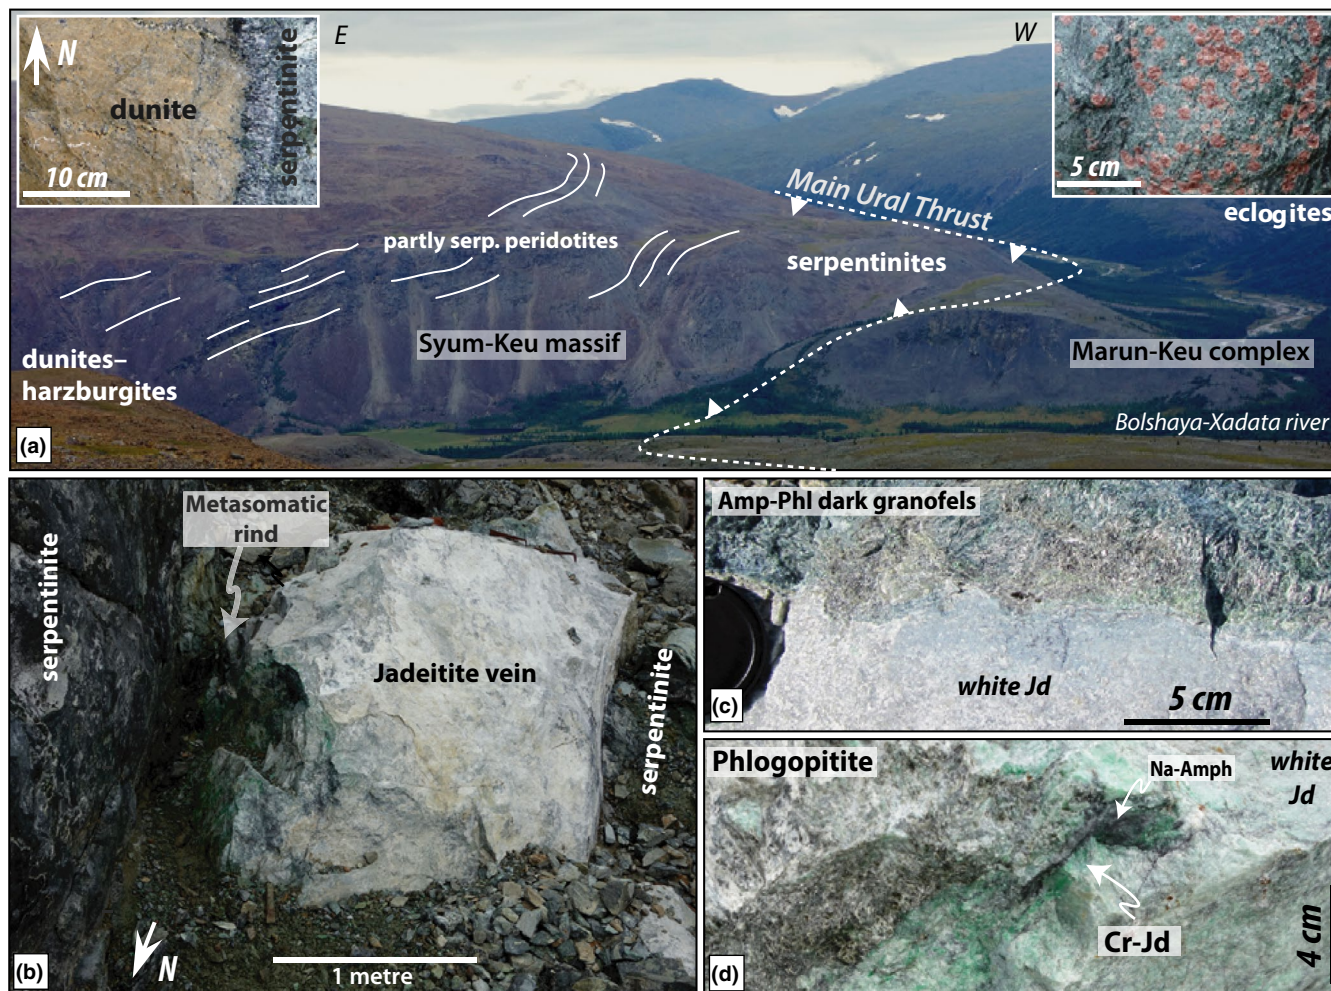 N
dunite
serpentinite
10 cm
E
W
5 cm
eclogites
Main Ural Thrust
partly serp. peridotites
serpentinites
Syum-Keu massif
Marun-Keu complex
dunites–
harzburgites
Bolshaya-Xadata river
(a)
Metasomatic
rind
serpentinite
Jadeitite vein
serpentinite
N
1 metre
(b)
Amp-Phl dark granofels
white Jd
5 cm
(c)
Phlogopitite
Na-Amph
white
Jd
Cr-Jd
4 cm
(d)